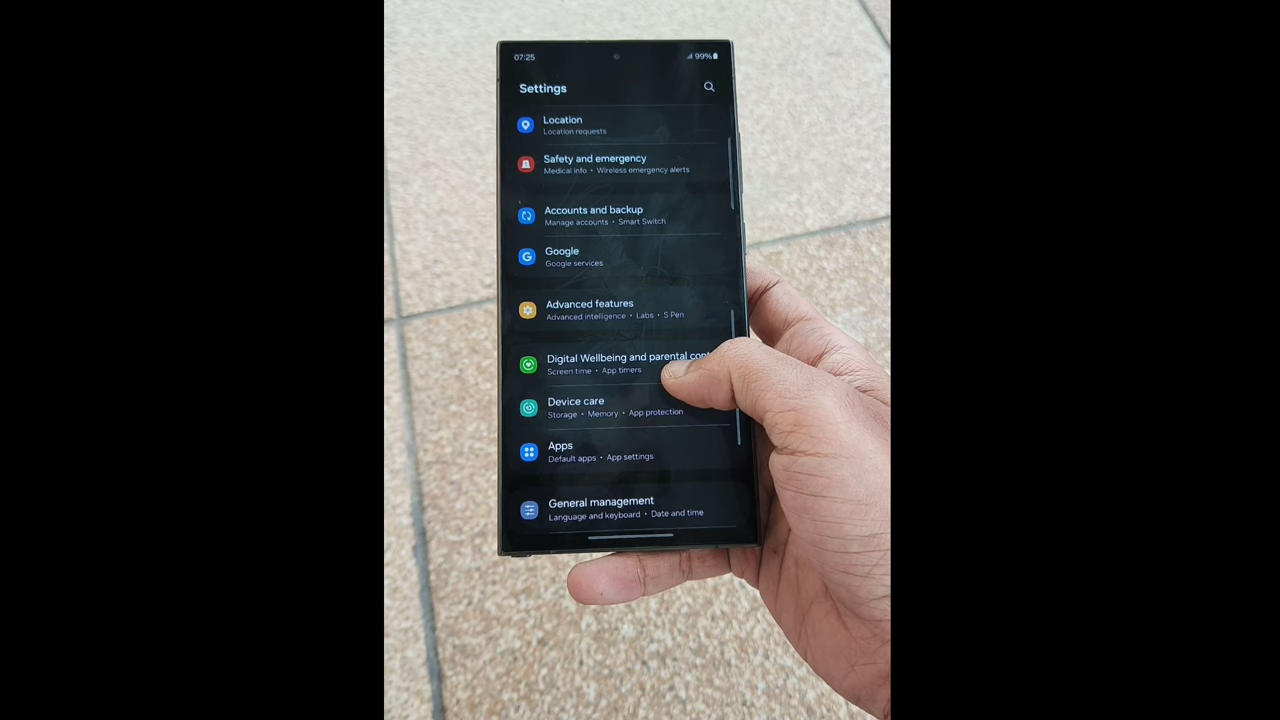 07:25 99%
Settings
Location
Location requests
Safety and emergency
Medical info • Wireless emergency alerts
Accounts and backup
Manage accounts • Smart Switch
Google
Google services
Advanced features
Advanced intelligence • Labs • S Pen
Digital Wellbeing and parental
Screen time • App timers
Device care
Storage • Memory • App protection
Apps
Default apps • App settings
General management
Language and keyboard • Date and time